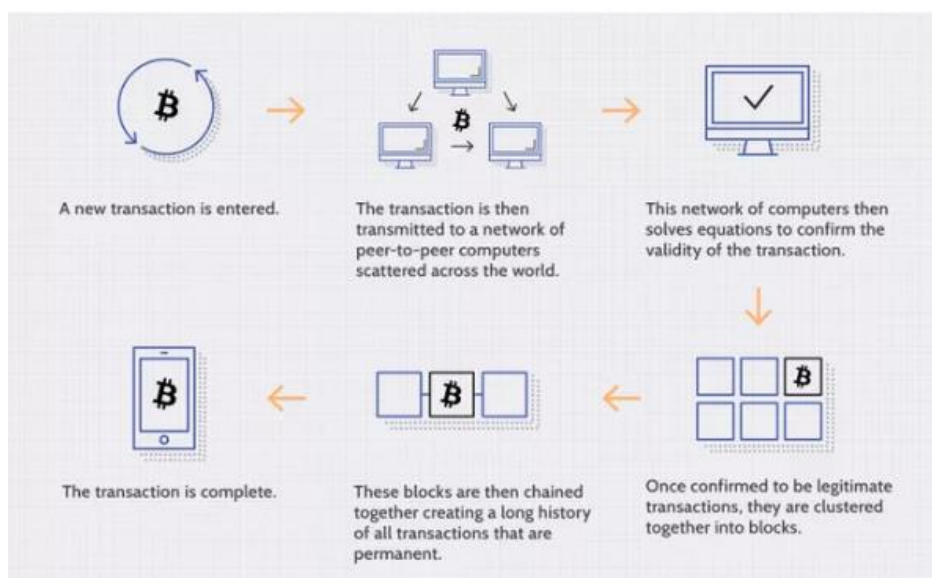 A new transaction is entered.
The transaction is then
transmitted to a network of
peer-to-peer computers
scattered across the world.
This network of computers then
solves equations to confirm the
validity of the transaction.
Once confirmed to be legitimate
transactions, they are clustered
together into blocks.
These blocks are then chained
together creating a long history
of all transactions that are
permanent.
The transaction is complete.